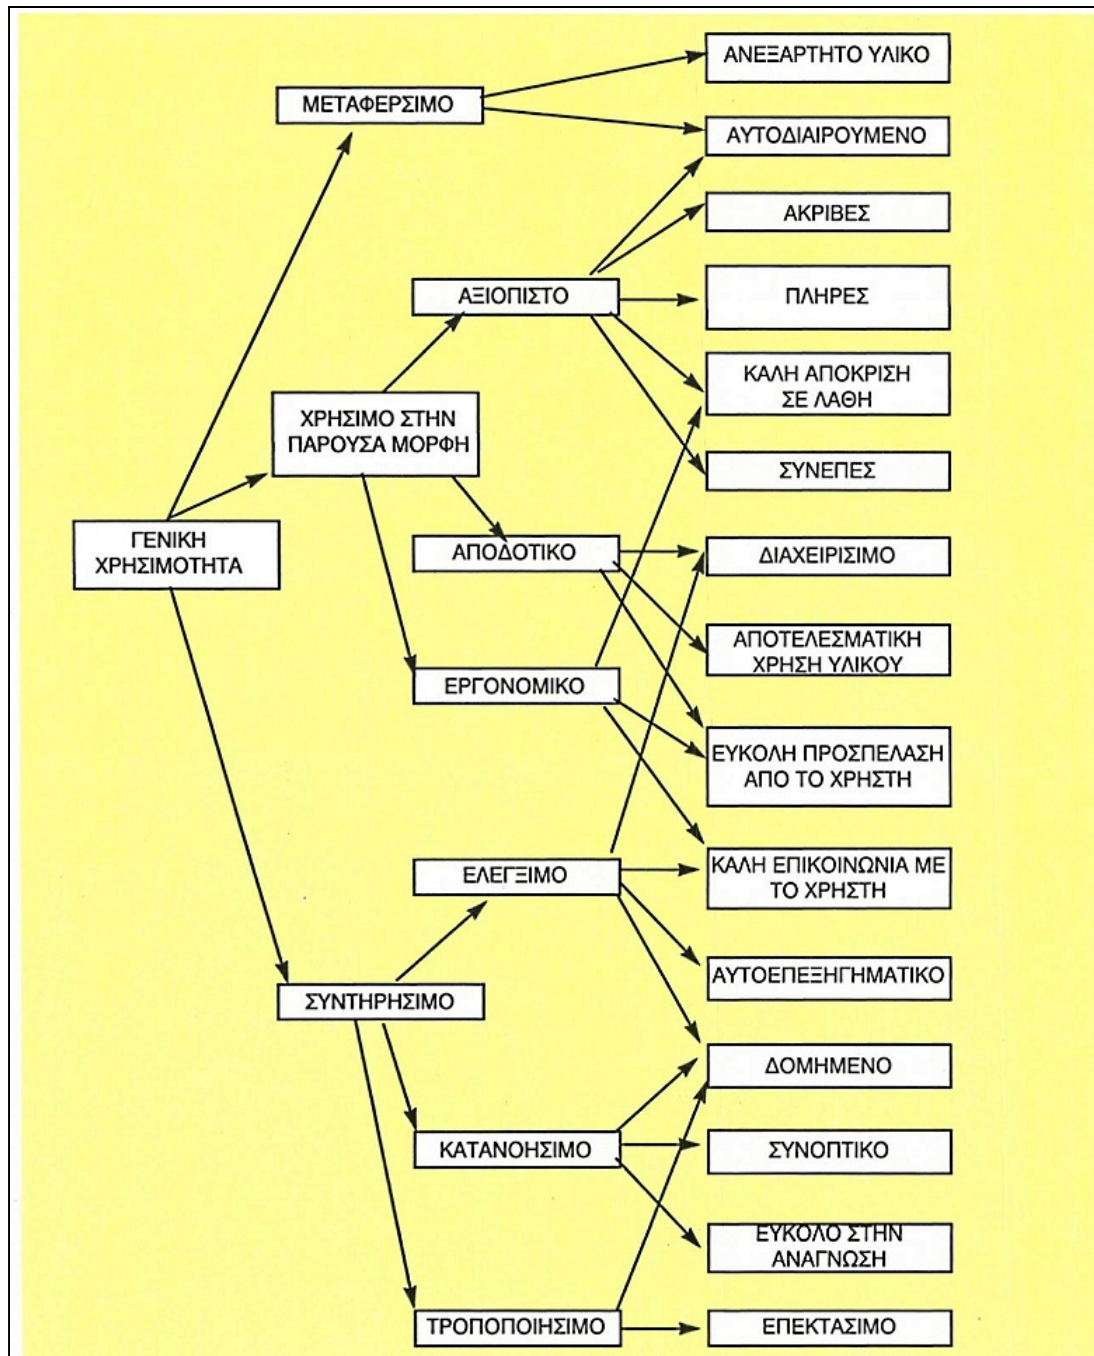 ΑΝΕΞΑΡΤΗΤΟ ΥΛΙΚΟ
ΜΕΤΑΦΕΡΣΙΜΟ
ΑΥΤΟΔΙΑΙΡΟΥΜΕΝΟ
ΑΚΡΙΒΕΣ
ΑΞΙΟΠΙΣΤΟ
ΠΛΗΡΕΣ
ΚΑΛΗ ΑΠΟΚΡΙΣΗ
ΣΕ ΛΑΘΗ
ΧΡΗΣΙΜΟ ΣΤΗΝ
ΠΑΡΟΥΣΑ ΜΟΡΦΗ
ΣΥΝΕΠΕΣ
ΓΕΝΙΚΗ
ΧΡΗΣΙΜΟΤΗΤΑ
ΑΠΟΔΟΤΙΚΟ
ΔΙΑΧΕΙΡΙΣΙΜΟ
ΑΠΟΤΕΛΕΣΜΑΤΙΚΗ
ΧΡΗΣΗ ΥΛΙΚΟΥ
ΕΡΓΟΝΟΜΙΚΟ
ΕΥΚΟΛΗ ΠΡΟΣΠΕΛΑΣΗ
ΑΠΟ ΤΟ ΧΡΗΣΤΗ
ΕΛΕΓΞΙΜΟ
ΚΑΛΗ ΕΠΙΚΟΙΝΩΝΙΑ ΜΕ
ΤΟ ΧΡΗΣΤΗ
ΑΥΤΟΕΠΕΞΗΓΗΜΑΤΙΚΟ
ΣΥΝΤΗΡΗΣΙΜΟ
ΔΟΜΗΜΕΝΟ
ΚΑΤΑΝΟΗΣΙΜΟ
ΣΥΝΟΠΤΙΚΟ
ΕΥΚΟΛΟ ΣΤΗΝ
ΑΝΑΓΝΩΣΗ
ΤΡΟΠΟΠΟΙΗΣΙΜΟ
ΕΠΕΚΤΑΣΙΜΟ